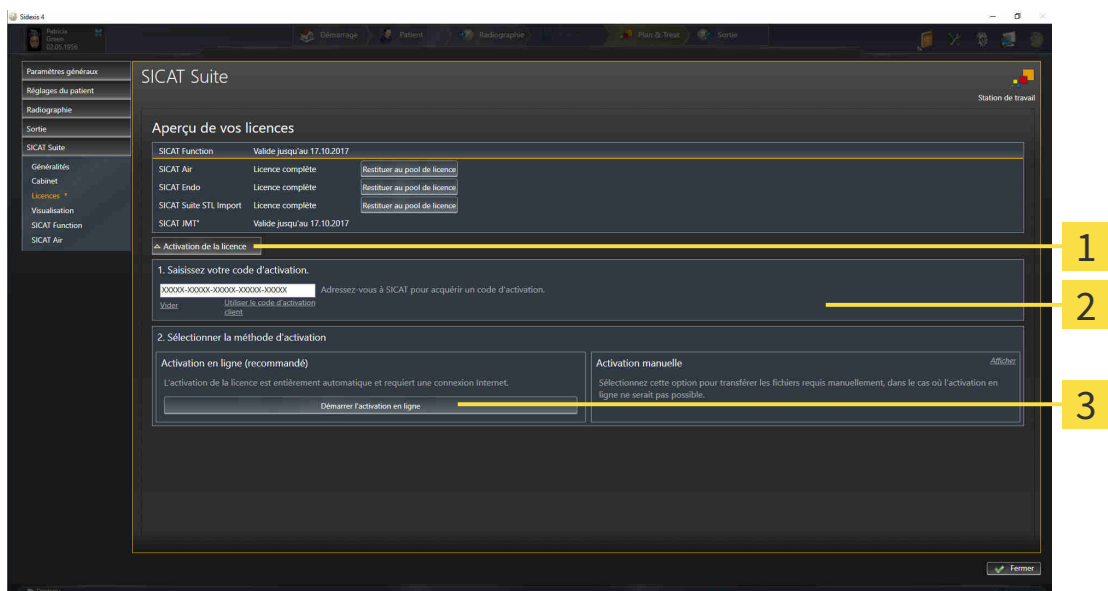 Sidexis 4
Patricia
Green
02.05.1956
Démarrage
Patient
Radiographie
Plan & Treat
Sortie
Paramètres généraux
Réglages du patient
Radiographie
Sortie
SICAT Suite
Généralités
Cabinet
Licences *
Visualisation
SICAT Function
SICAT Air
SICAT Suite
Station de travail
Aperçu de vos licences
SICAT Function Valide jusqu'au 17.10.2017
SICAT Air Licence complète Restituer au pool de licence
SICAT Endo Licence complète Restituer au pool de licence
SICAT Suite STL Import Licence complète Restituer au pool de licence
SICAT JMT⁺ Valide jusqu'au 17.10.2017
Activation de la licence
1
1. Saisissez votre code d'activation.
XXXXX-XXXXX-XXXXX-XXXXX-XXXXX Adressez-vous à SICAT pour acquérir un code d'activation.
Vider
Utiliser le code d'activation
client
2
2. Sélectionner la méthode d'activation
Activation en ligne (recommandé)
L'activation de la licence est entièrement automatique et requiert une connexion Internet.
Démarrer l'activation en ligne
Activation manuelle
Afficher
Sélectionnez cette option pour transférer les fichiers requis manuellement, dans le cas où l'activation en
ligne ne serait pas possible.
3
Fermer